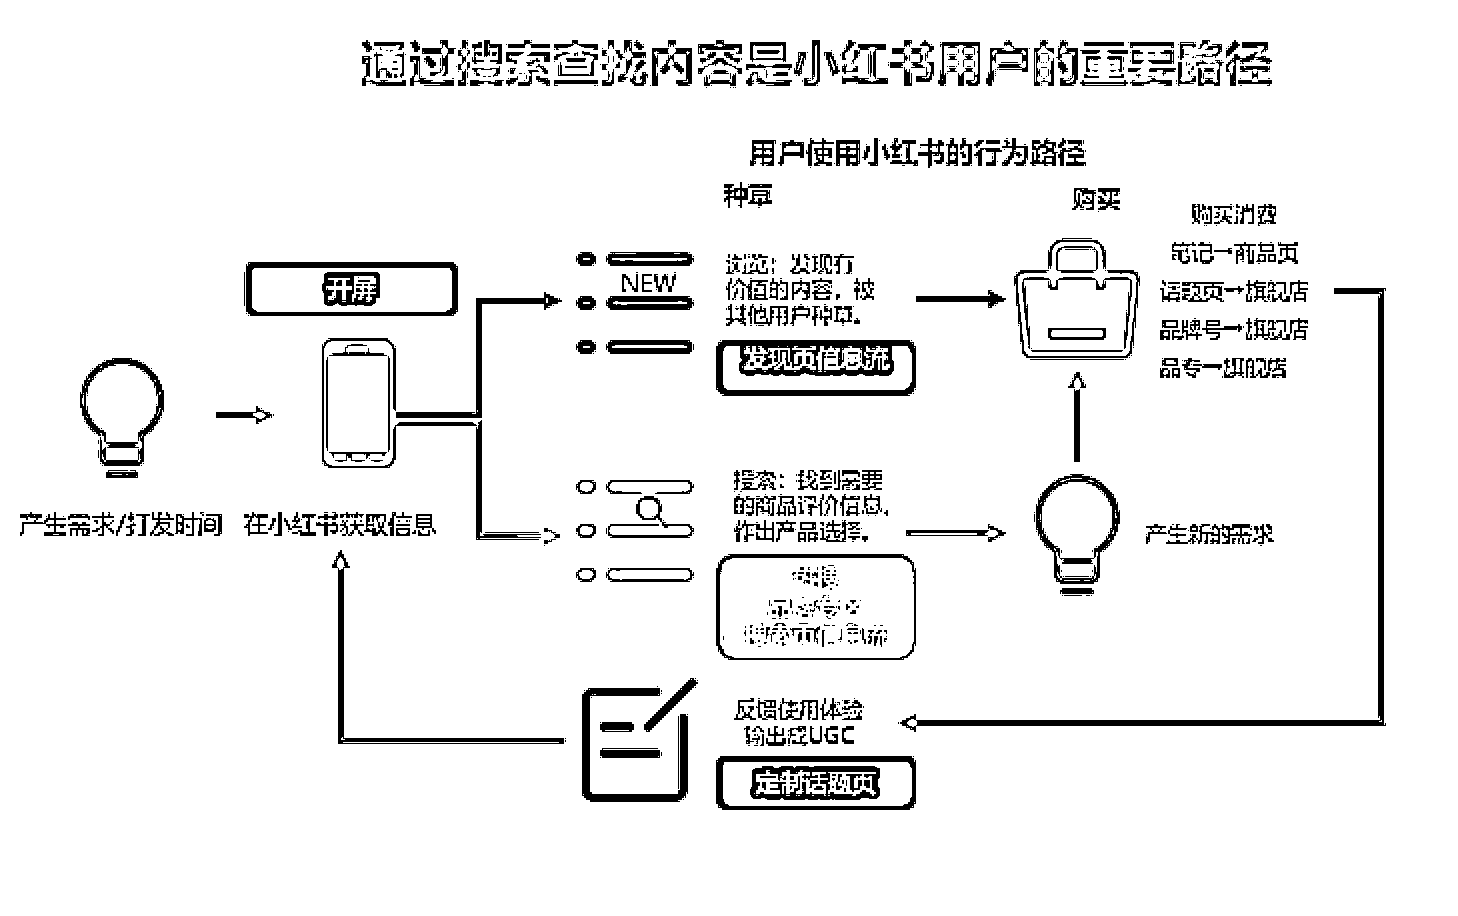 通过搜索查找内容是小红书用户的重要路径
用户使用小红书的行为路径
种草
购买
购买消费
笔记→商品页
话题页→旗舰店
品牌号→旗舰店
品专→旗舰店
开屏
NEW
浏览：发现有
价值的内容，被
其他用户种草。
发现页信息流
产生需求/打发时间
在小红书获取信息
搜索：找到需要
的商品评价信息，
作出产品选择。
产生新的需求
反馈使用体验
输出成UGC
定制话题页